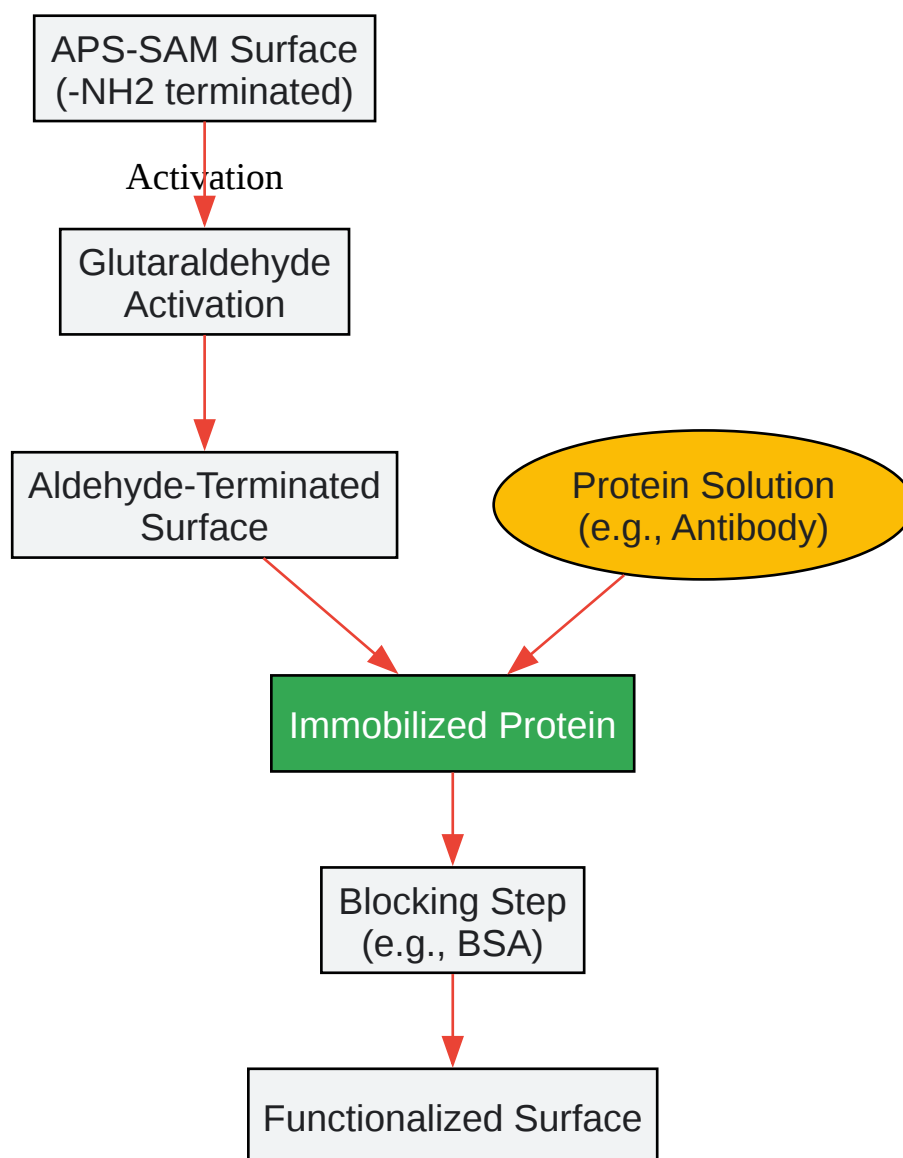 APS-SAM Surface
(-NH2 terminated)
Activation
Glutaraldehyde
Activation
Aldehyde-Terminated
Surface
Protein Solution
(e.g., Antibody)
Immobilized Protein
Blocking Step
(e.g., BSA)
Functionalized Surface